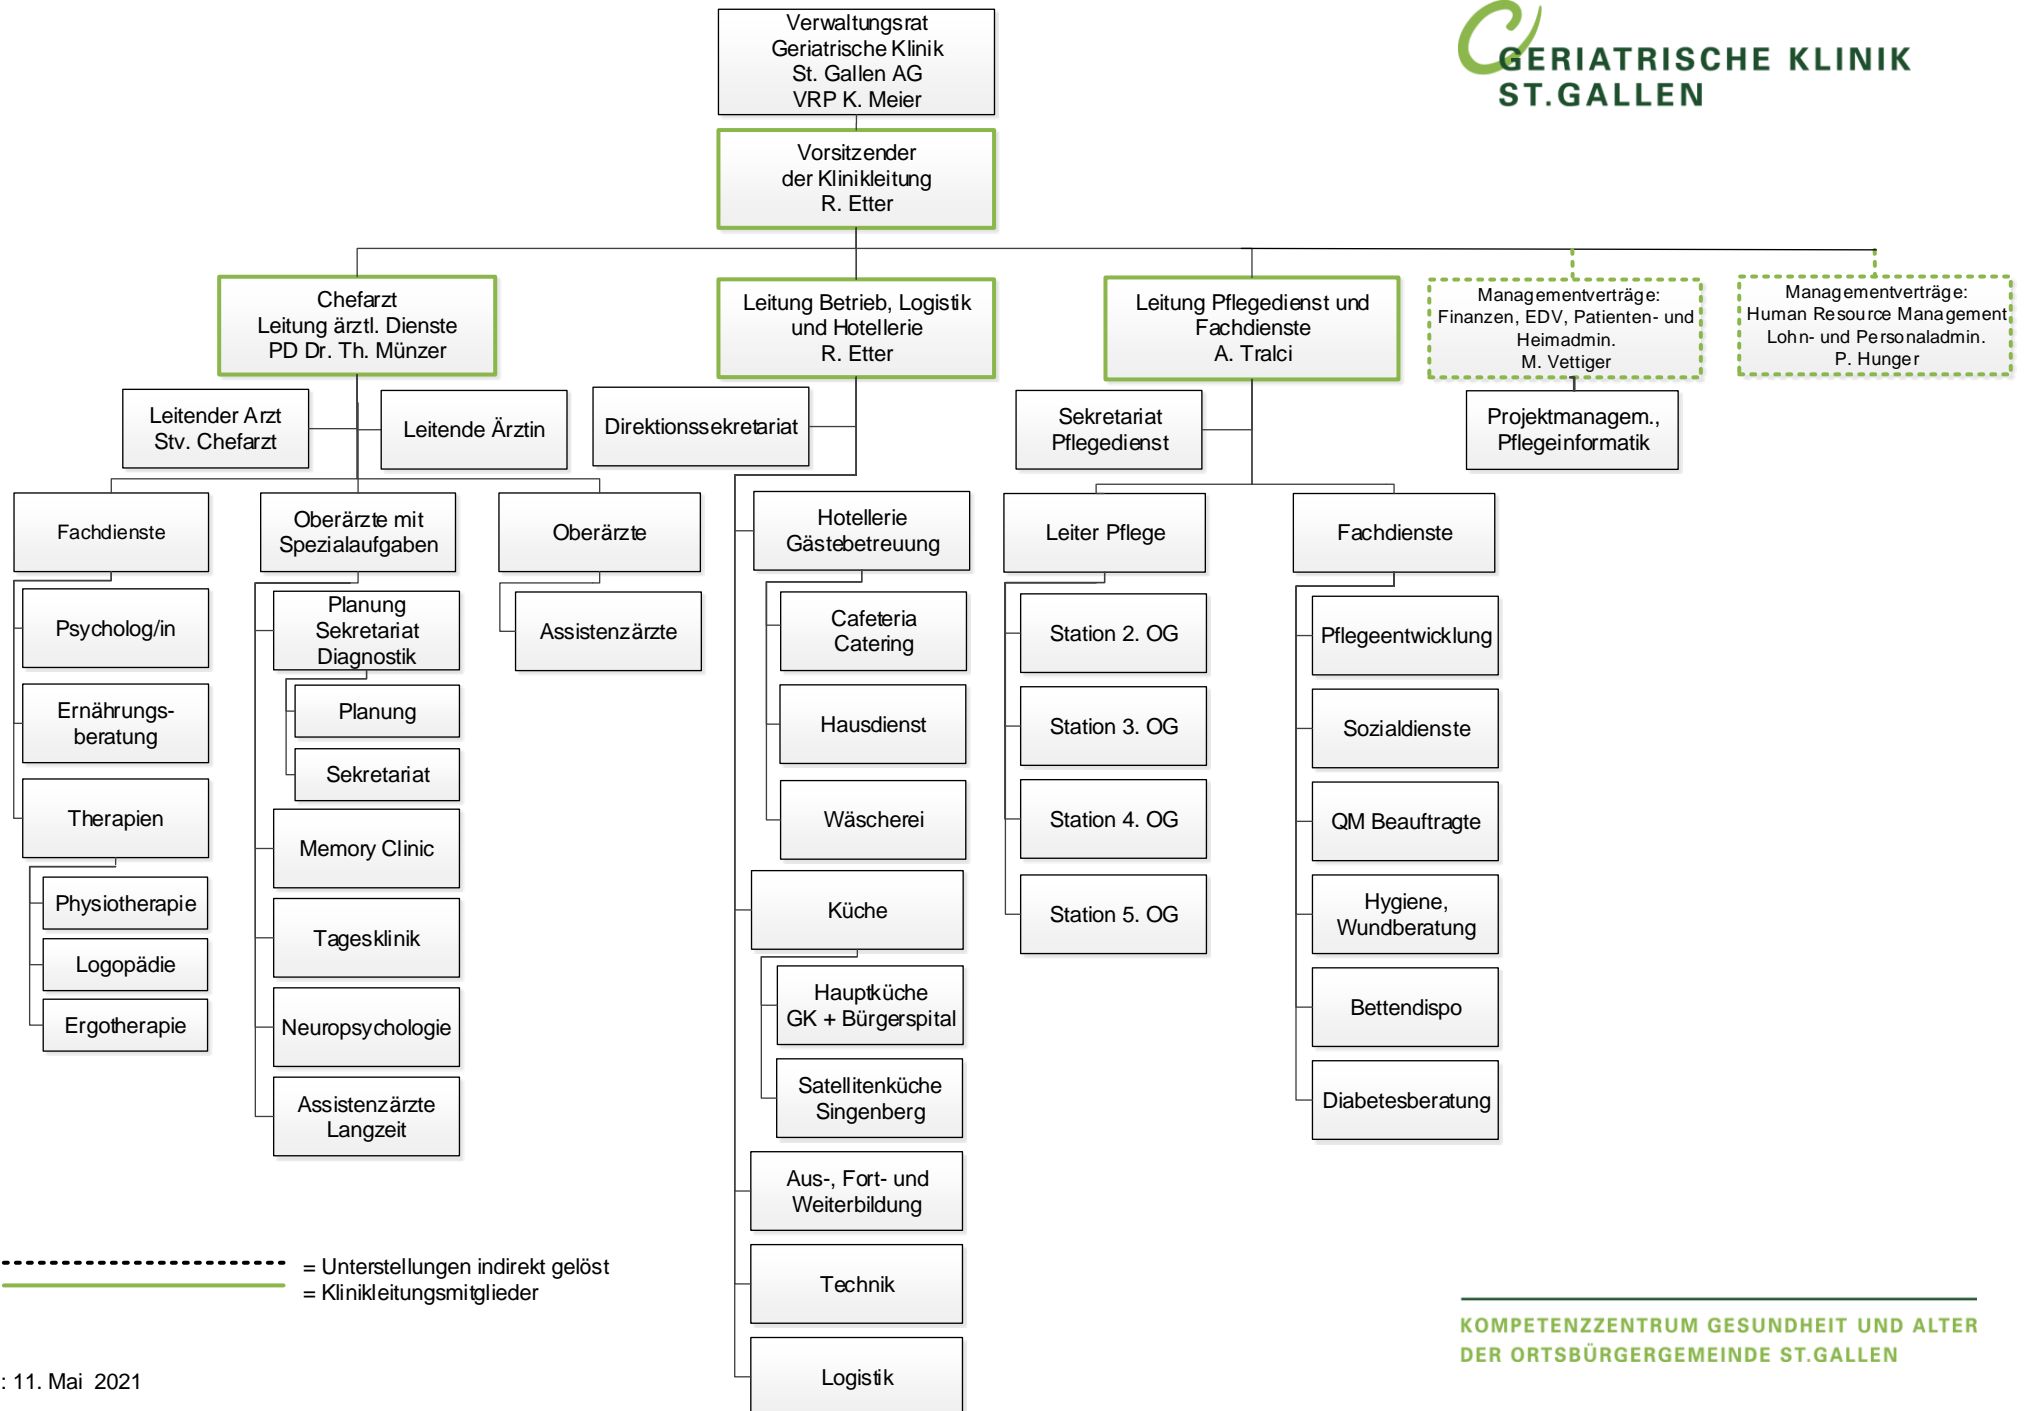 Verwaltungsrat
Geriatrische Klinik
St. Gallen AG
VRP K. Meier
GERIATRISCHE KLINIK
ST.GALLEN
Vorsitzender
der Klinikleitung
R. Etter
Chefarzt
Leitung ärztl. Dienste
PD Dr. Th. Münzer
Leitung Betrieb, Logistik
und Hotellerie
R. Etter
Leitung Pflegedienst und
Fachdienste
A. Tralci
Managementverträge:
Finanzen, EDV, Patienten- und
Heimadmin.
M. Vettiger
Managementverträge:
Human Resource Management
Lohn- und Personaladmin.
P. Hunger
Leitender Arzt
Stv. Chefarzt
Leitende Ärztin
Direktionssekretariat
Sekretariat
Pflegedienst
Projektmanagem.,
Pflegeinformatik
Fachdienste
Psycholog/in
Ernährungs-
beratung
Therapien
Physiotherapie
Logopädie
Ergotherapie
Oberärzte mit
Spezialaufgaben
Planung
Sekretariat
Diagnostik
Planung
Sekretariat
Memory Clinic
Tagesklinik
Neuropsychologie
Assistenzärzte
Langzeit
Oberärzte
Assistenzärzte
Hotellerie
Gästebetreuung
Cafeteria
Catering
Hausdienst
Wäscherei
Küche
Hauptküche
GK + Bürgerspital
Satellitenküche
Singenberg
Aus-, Fort- und
Weiterbildung
Technik
Logistik
Leiter Pflege
Station 2. OG
Station 3. OG
Station 4. OG
Station 5. OG
Fachdienste
Pflegeentwicklung
Sozialdienste
QM Beauftragte
Hygiene,
Wundberatung
Bettendispo
Diabetesberatung
= Unterstellungen indirekt gelöst
= Klinikleitungsmitglieder
: 11. Mai 2021
KOMPETENZZENTRUM GESUNDHEIT UND ALTER
DER ORTSBÜRGERGEMEINDE ST.GALLEN